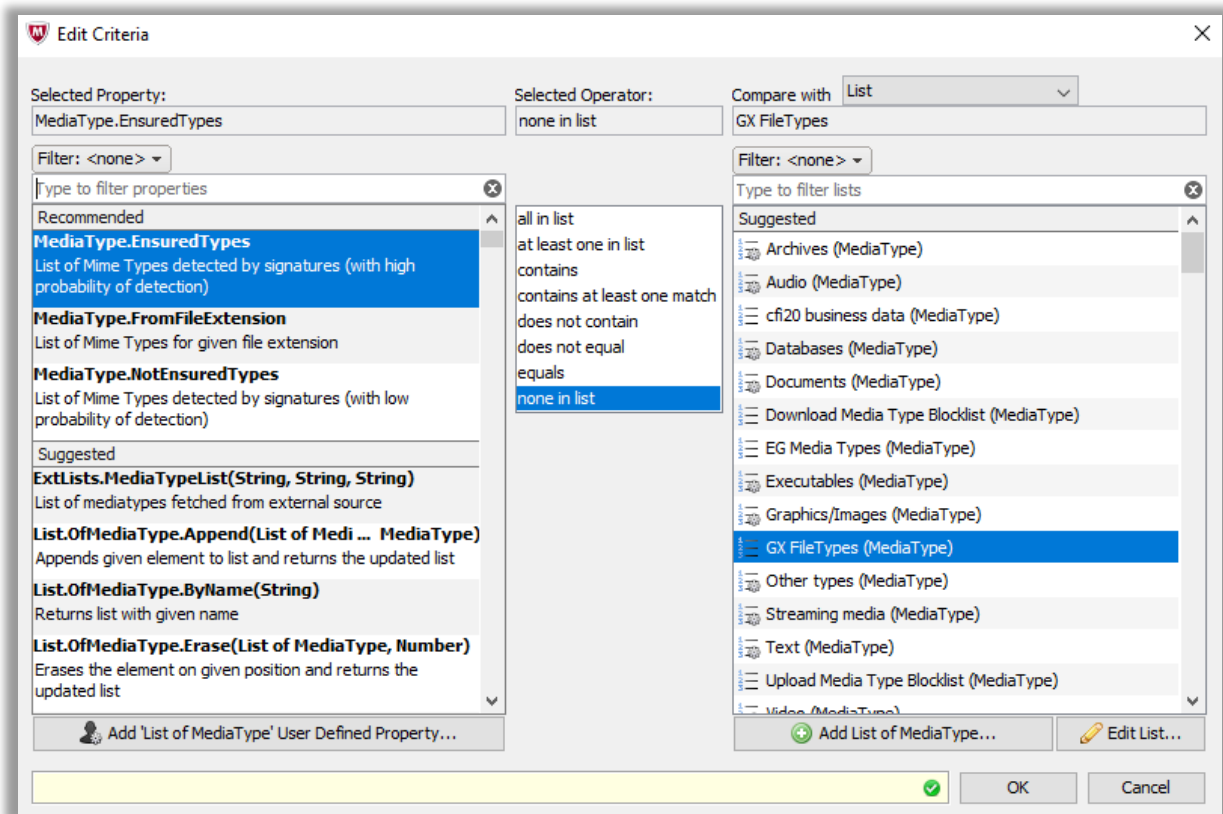 Edit Criteria
Selected Property:
MediaType.EnsuredTypes
Filter: <none>
Type to filter properties
Recommended
MediaType.EnsuredTypes
List of Mime Types detected by signatures (with high
probability of detection)
MediaType.FromFileExtension
List of Mime Types for given file extension
MediaType.NotEnsuredTypes
List of Mime Types detected by signatures (with low
probability of detection)
Suggested
ExtLists.MediaTypeList(String, String, String)
List of mediatypes fetched from external source
List.OfMediaType.Append(List of Medi ... MediaType)
Appends given element to list and returns the updated list
List.OfMediaType.ByName(String)
Returns list with given name
List.OfMediaType.Erase(List of MediaType, Number)
Erases the element on given position and returns the
updated list
Add 'List of MediaType' User Defined Property...
Selected Operator:
none in list
all in list
at least one in list
contains
contains at least one match
does not contain
does not equal
equals
none in list
Compare with List
GX FileTypes
Filter: <none>
Type to filter lists
Suggested
Archives (MediaType)
Audio (MediaType)
cfi20 business data (MediaType)
Databases (MediaType)
Documents (MediaType)
Download Media Type Blocklist (MediaType)
EG Media Types (MediaType)
Executables (MediaType)
Graphics/Images (MediaType)
GX FileTypes (MediaType)
Other types (MediaType)
Streaming media (MediaType)
Text (MediaType)
Upload Media Type Blocklist (MediaType)
Video (MediaType)
Add List of MediaType...
Edit List...
OK
Cancel